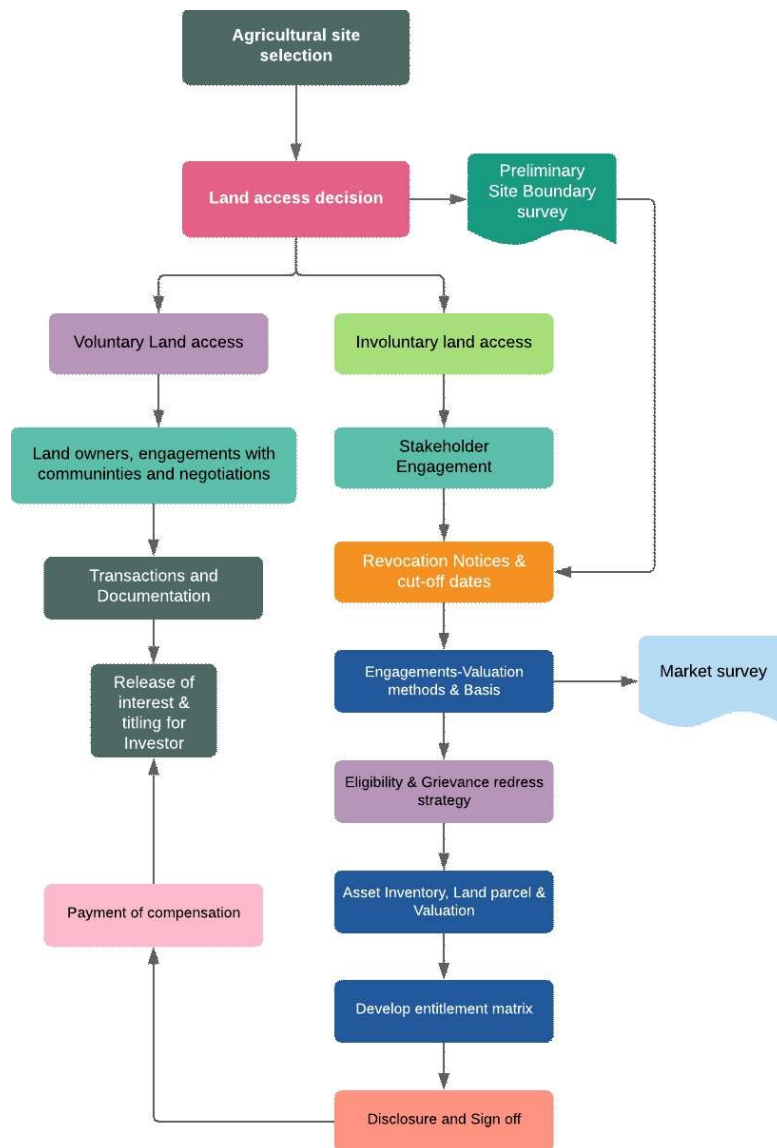 Agricultural site
selection
Land access decision
Preliminary
Site Boundary
survey
Voluntary Land access
Involuntary land access
Land owners, engagements with
communinties and negotiations
Stakeholder
Engagement
Transactions and
Documentation
Revocation Notices &
cut-off dates
Release of
interest &
titling for
Investor
Engagements-Valuation
methods & Basis
Market survey
Eligibility & Grievance redress
strategy
Payment of compensation
Asset Inventory, Land parcel &
Valuation
Develop entitlement matrix
Disclosure and Sign off